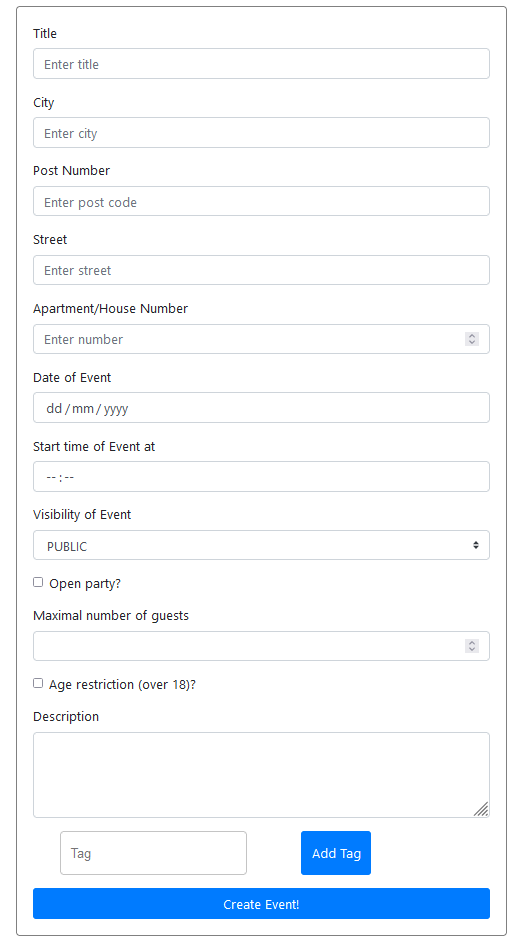 Title
Enter title
City
Enter city
Post Number
Enter post code
Street
Enter street
Apartment/House Number
Enter number
Date of Event
dd/mm/yyyy
Start time of Event at
--:--
Visibility of Event
PUBLIC
Open party?
Maximal number of guests
Age restriction (over 18)?
Description
Tag Add Tag
Create Event!